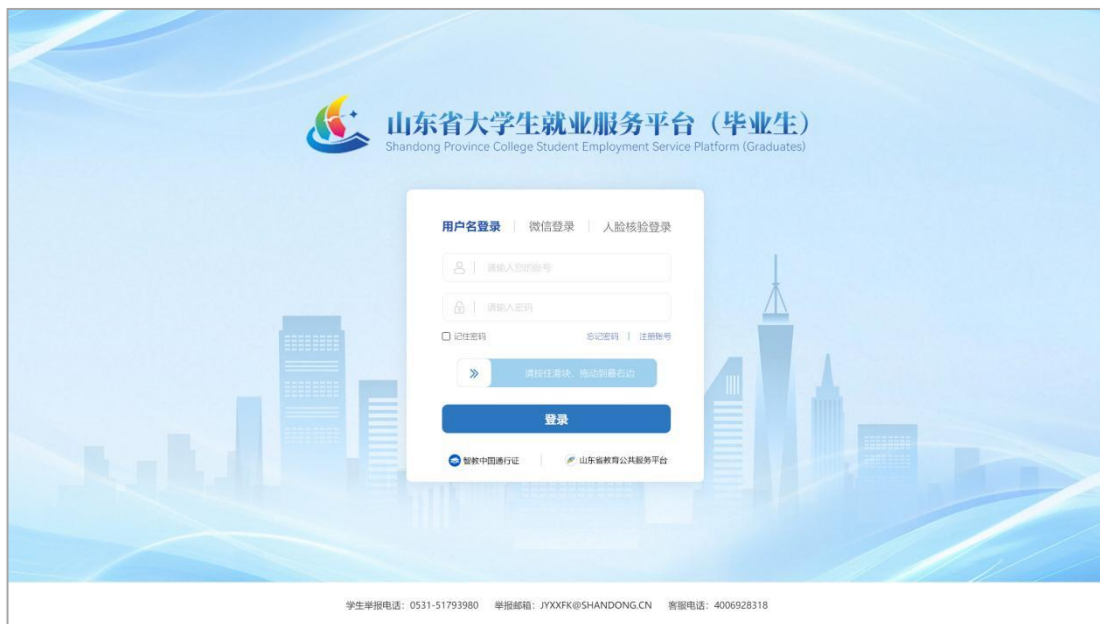 山东省大学生就业服务平台（毕业生）
Shandong Province College Student Employment Service Platform (Graduates)
用户名登录 微信登录 人脸核验登录
请输入您的账号
请输入密码
记住密码 忘记密码 | 注册账号
请按住滑块，拖动到最右边
登录
智教中国通行证 山东省教育公共服务平台
学生举报电话：0531-51793980 举报邮箱：JYXXFK@SHANDONG.CN 客服电话：4006928318